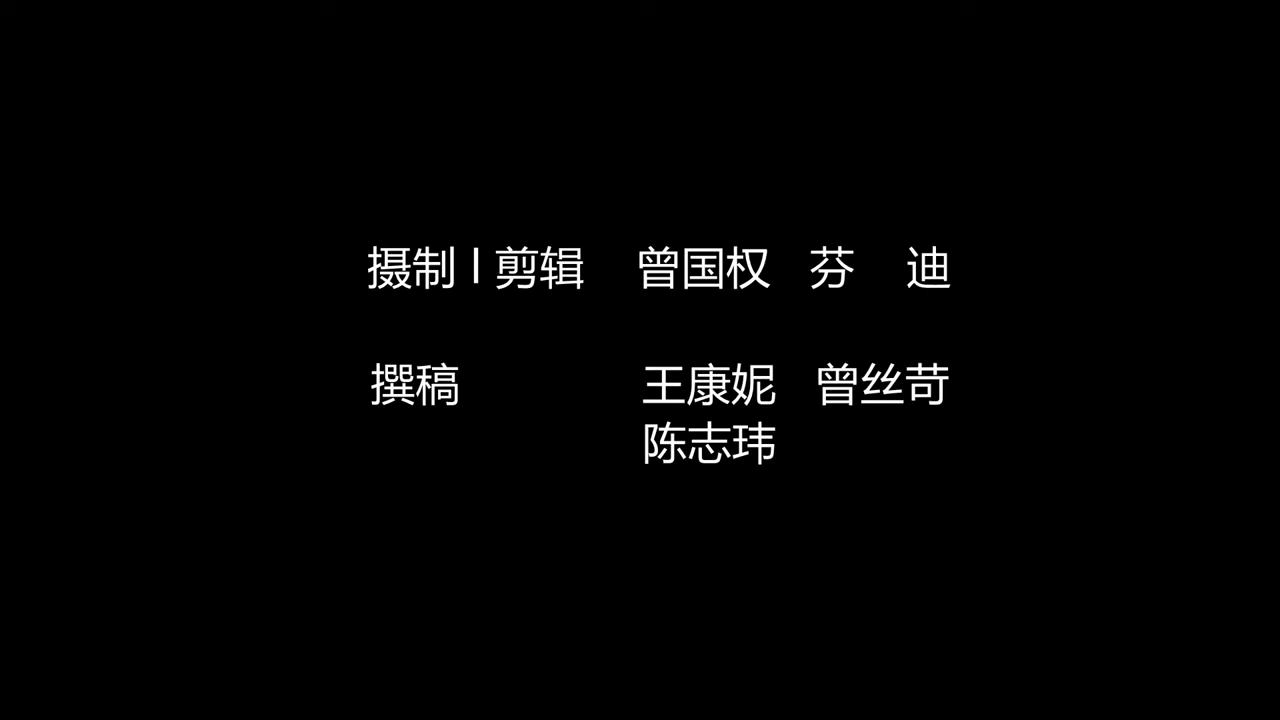 摄制 | 剪辑 曾国权 芬 迪
撰稿 王康妮 曾丝苛
陈志玮